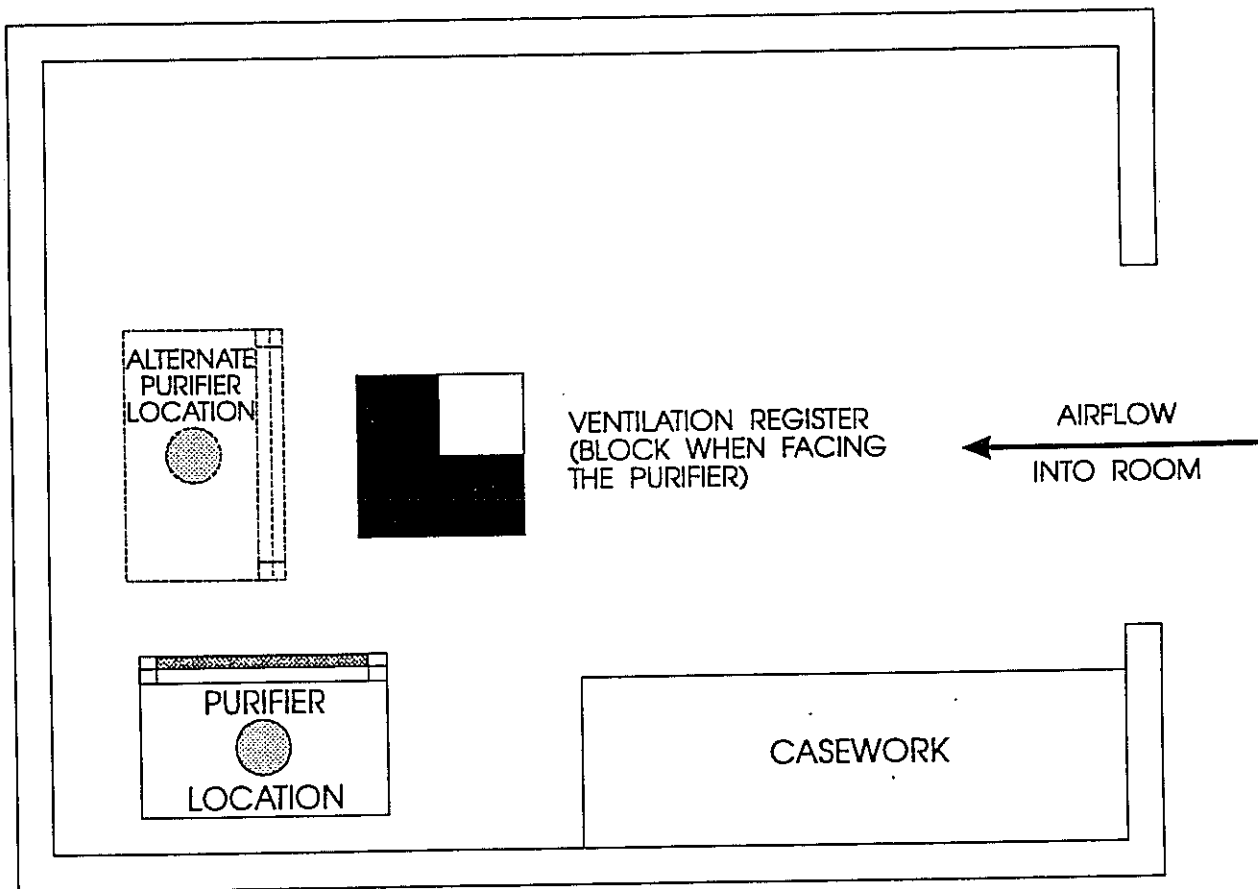 ALTERNATE
PURIFIER
LOCATION
VENTILATION REGISTER
(BLOCK WHEN FACING
THE PURIFIER)
AIRFLOW
INTO ROOM
PURIFIER
LOCATION
CASEWORK